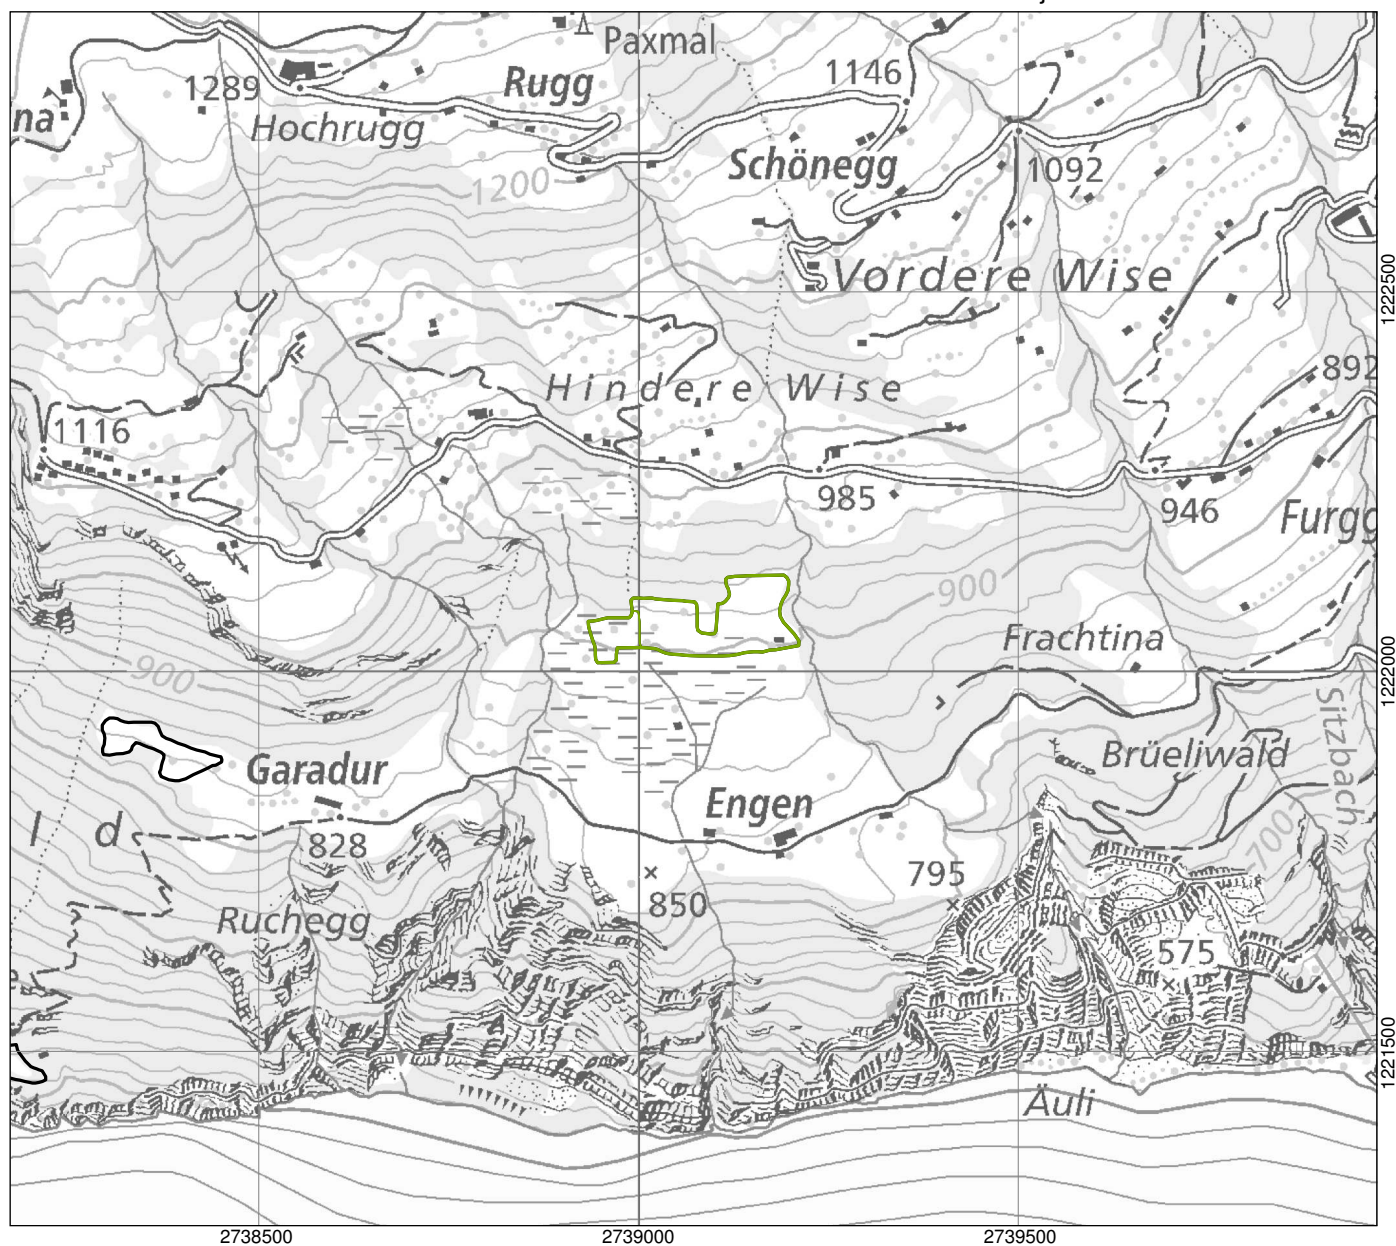 Paxmal
1146
1289
Rugg
na
Hochrugg
Schönegg
1092
1200
Vordere Wise
1222500
892
Hindere Wise
1116
985
946
Furgg
900
Frachtina
1222000
900
Sitzbach
Brüeliwald
Garadur
Engen
l d
828
700
795
850
Ruchegg
575
1221500
Äuli
2738500
2739000
2739500